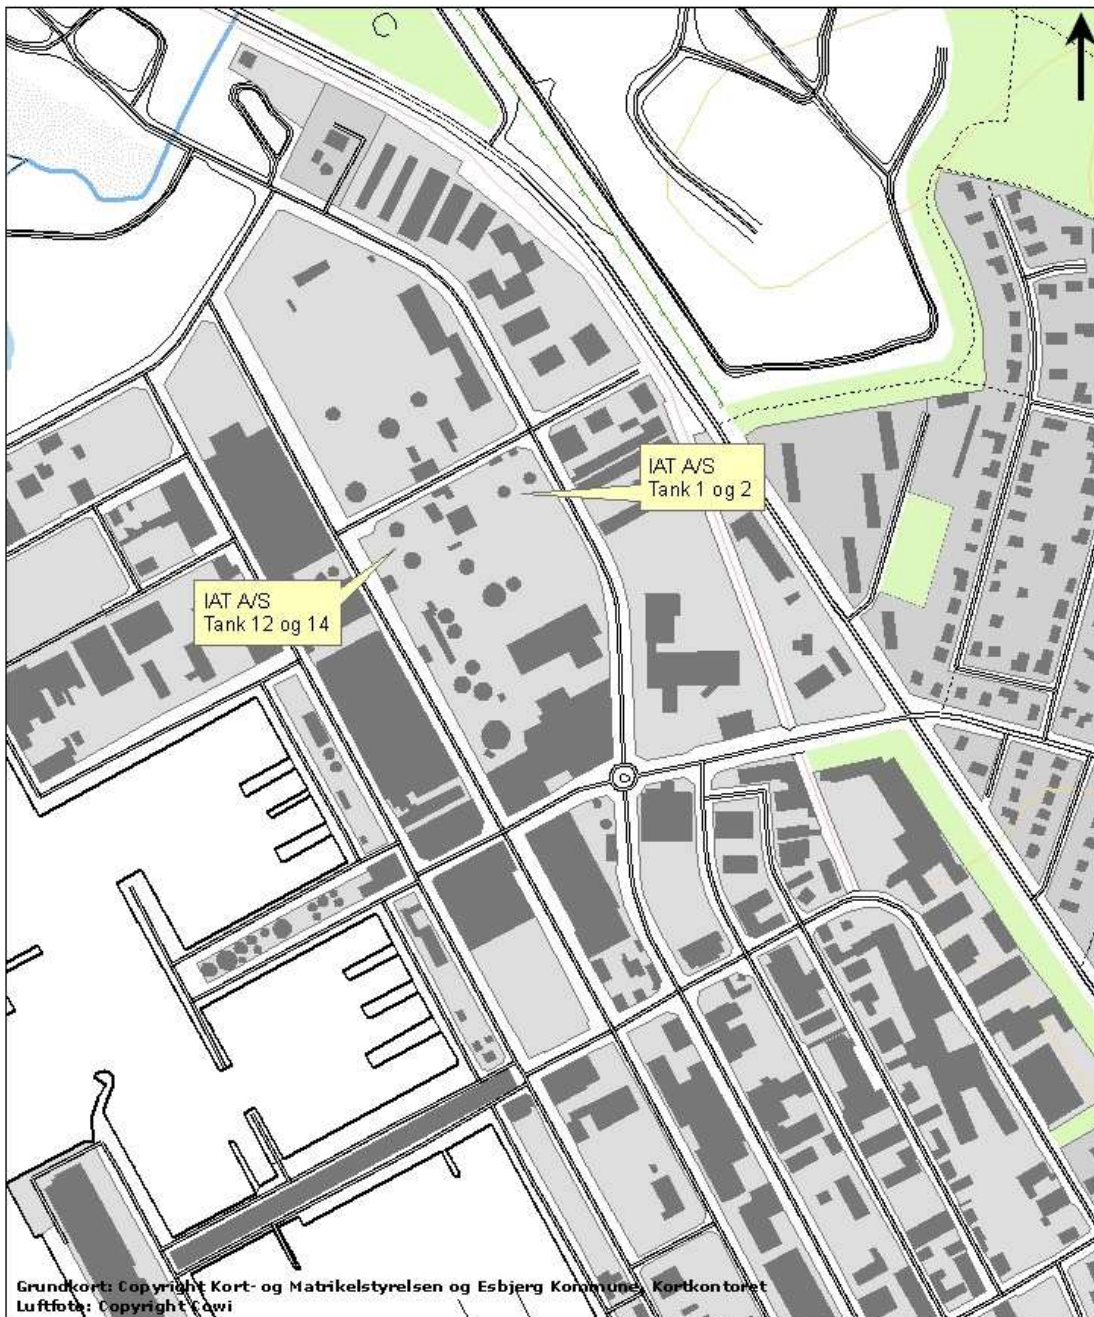 IAT A/S
Tank 1 og 2
IAT A/S
Tank 12 og 14
Grundkort: Copyright Kort- og Matrikelstyrelsen og Esbjerg Kommune, Kortkontoret
Luftfoto: Copyright Cowi